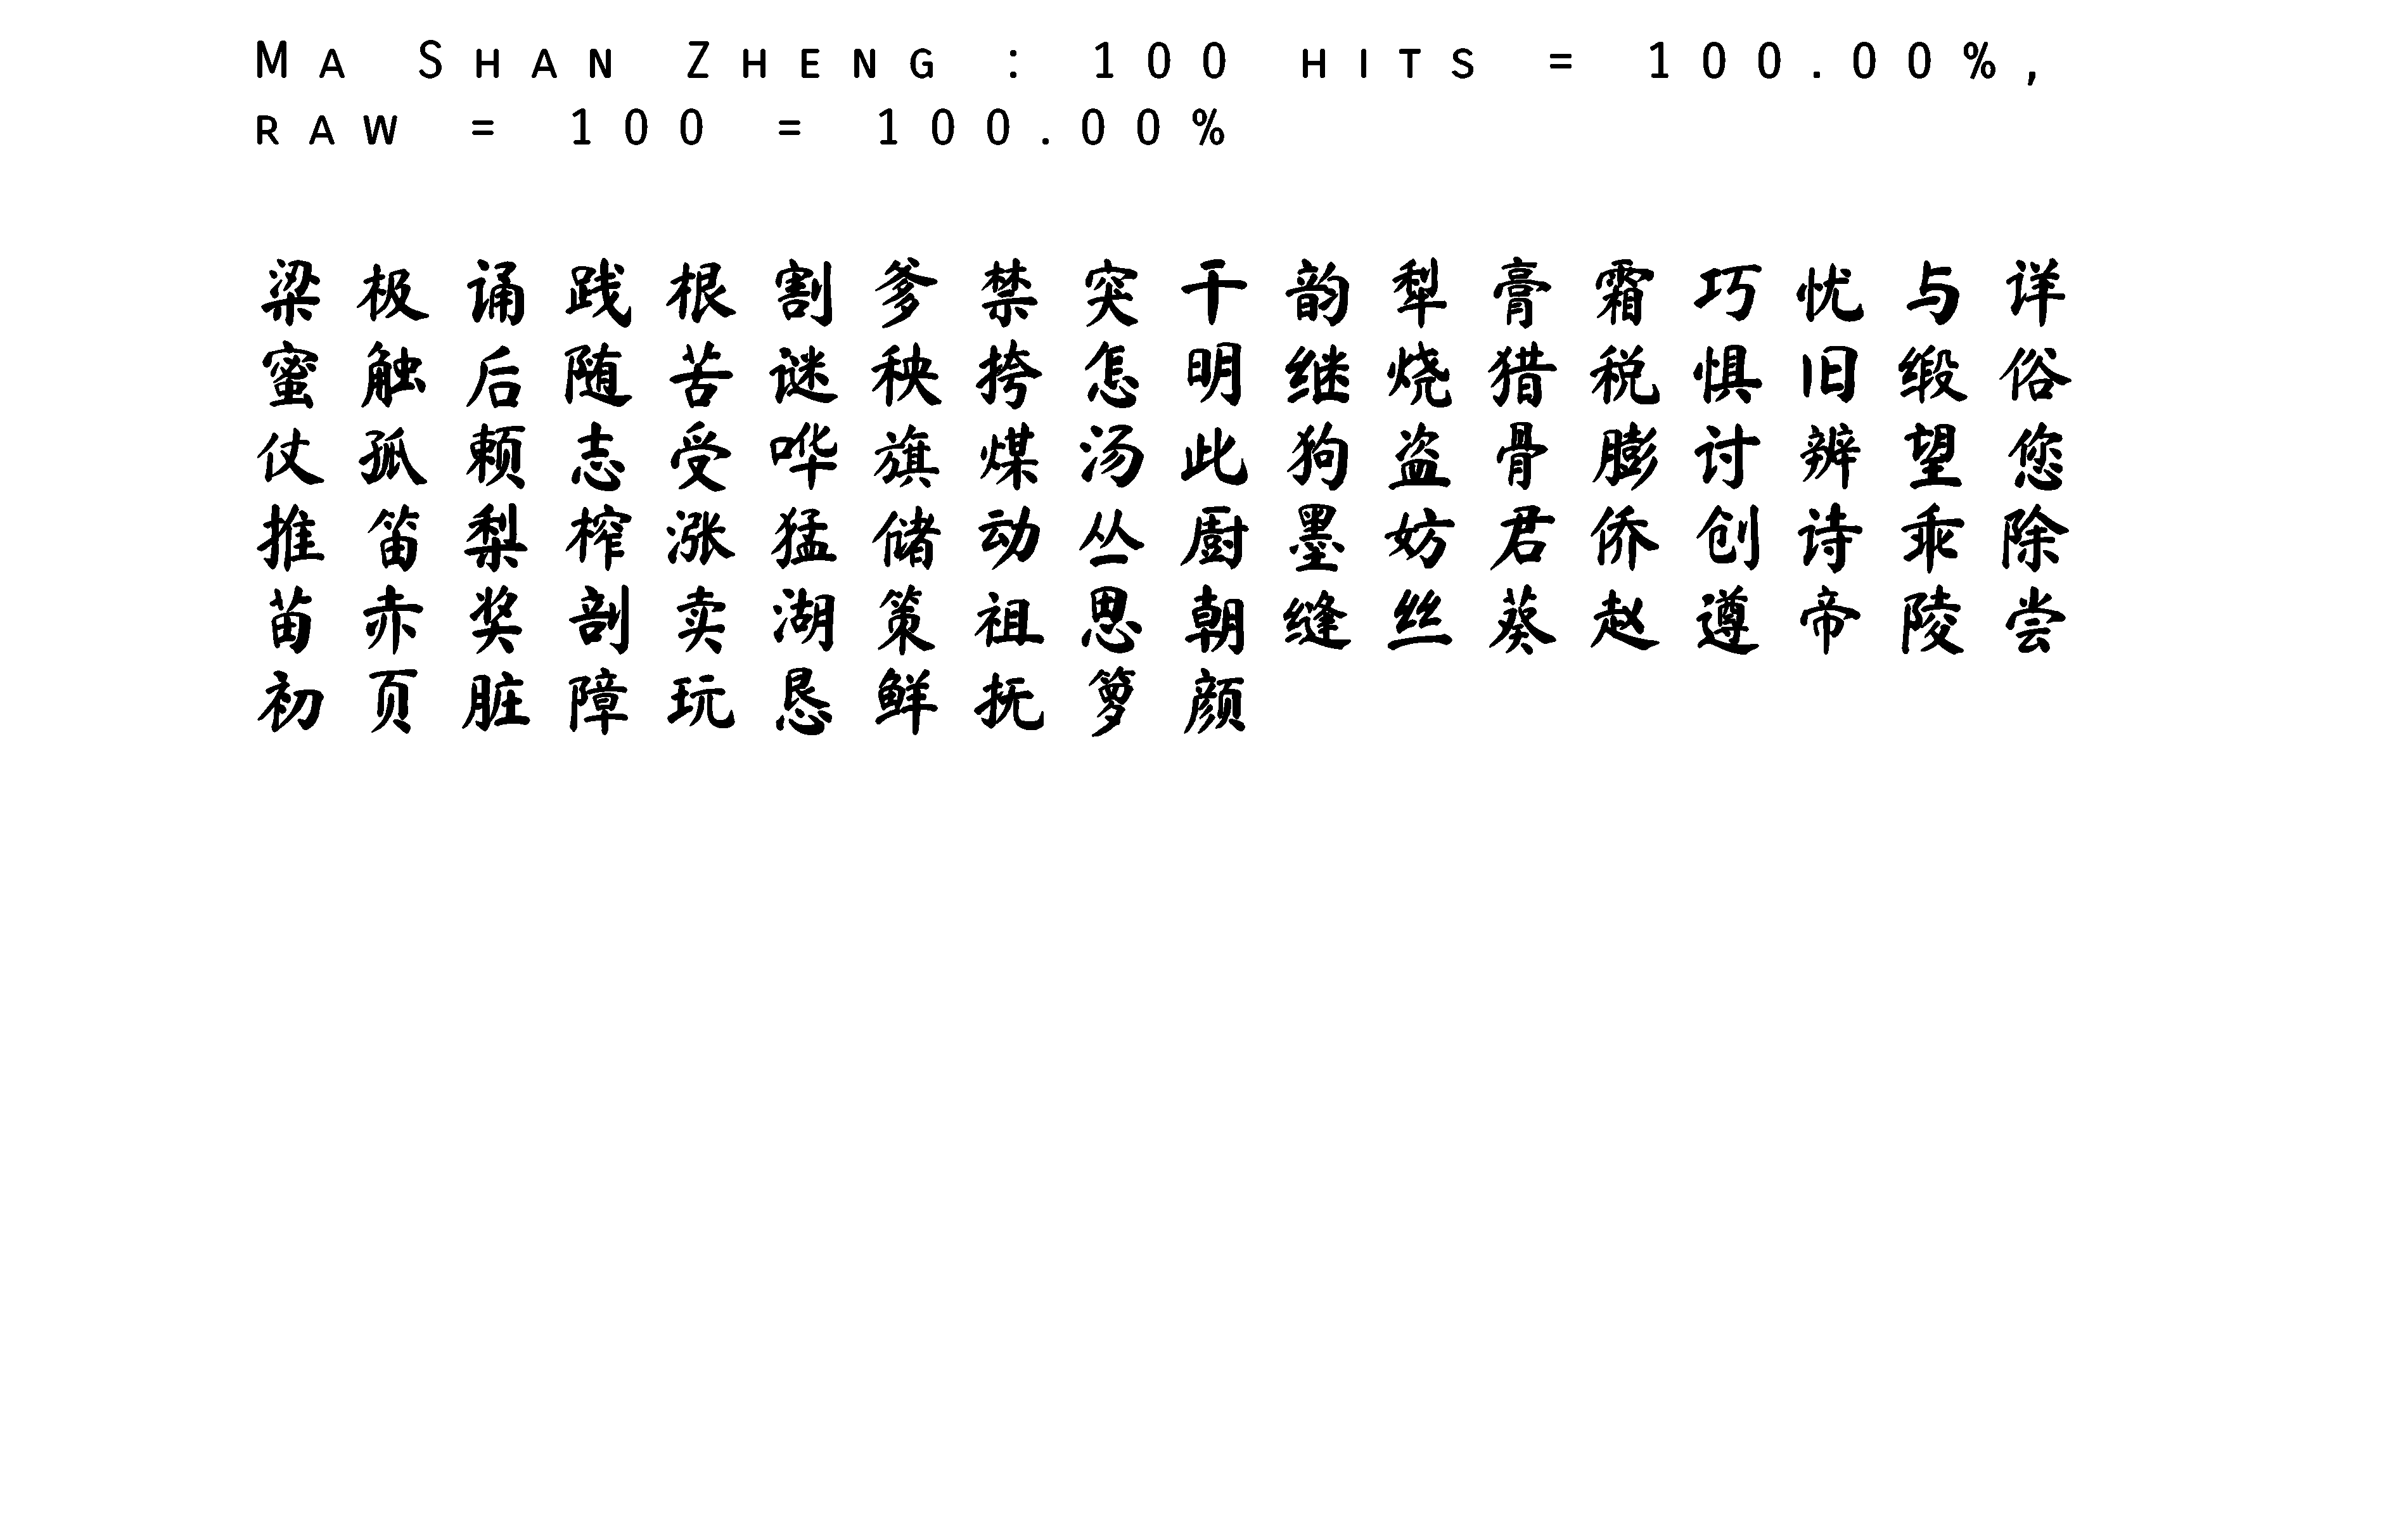 Ma Shan Zheng : 100 hits = 100.00%,
raw = 100 = 100.00%
梁极诵践根割爹禁突干韵犁膏霜巧忧与详
蜜触后随苦谜秧挎怎明继烧猎税惧旧缎俗
仗孤赖志受哗旗煤汤此狗盗骨膨讨辨望您
推笛梨榨涨猛储动丛厨墨妨君侨创诗乖除
苗赤奖剖卖湖策祖思朝缝丝葵赵遵帝陵尝
初页脏障玩恳鲜抚箩颜